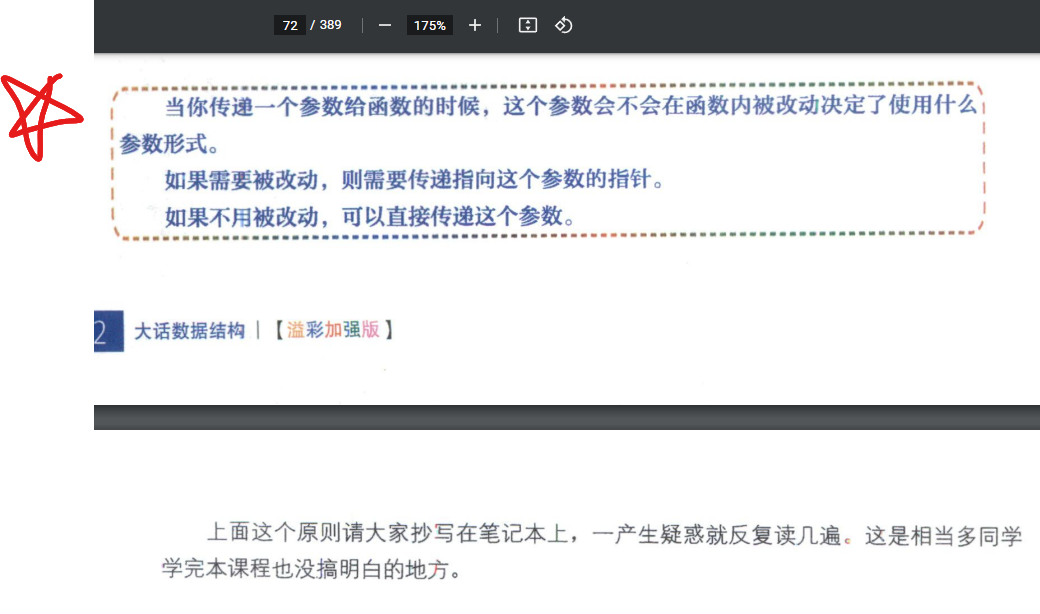 72 / 389 175%
当你传递一个参数给函数的时候，这个参数会不会在函数内被改动决定了使用什么
参数形式。
如果需要被改动，则需要传递指向这个参数的指针。
如果不用被改动，可以直接传递这个参数。
2 大话数据结构 | 【溢彩加强版】
上面这个原则请大家抄写在笔记本上，一产生疑惑就反复读几遍。这是相当多同学
学完本课程也没搞明白的地方。